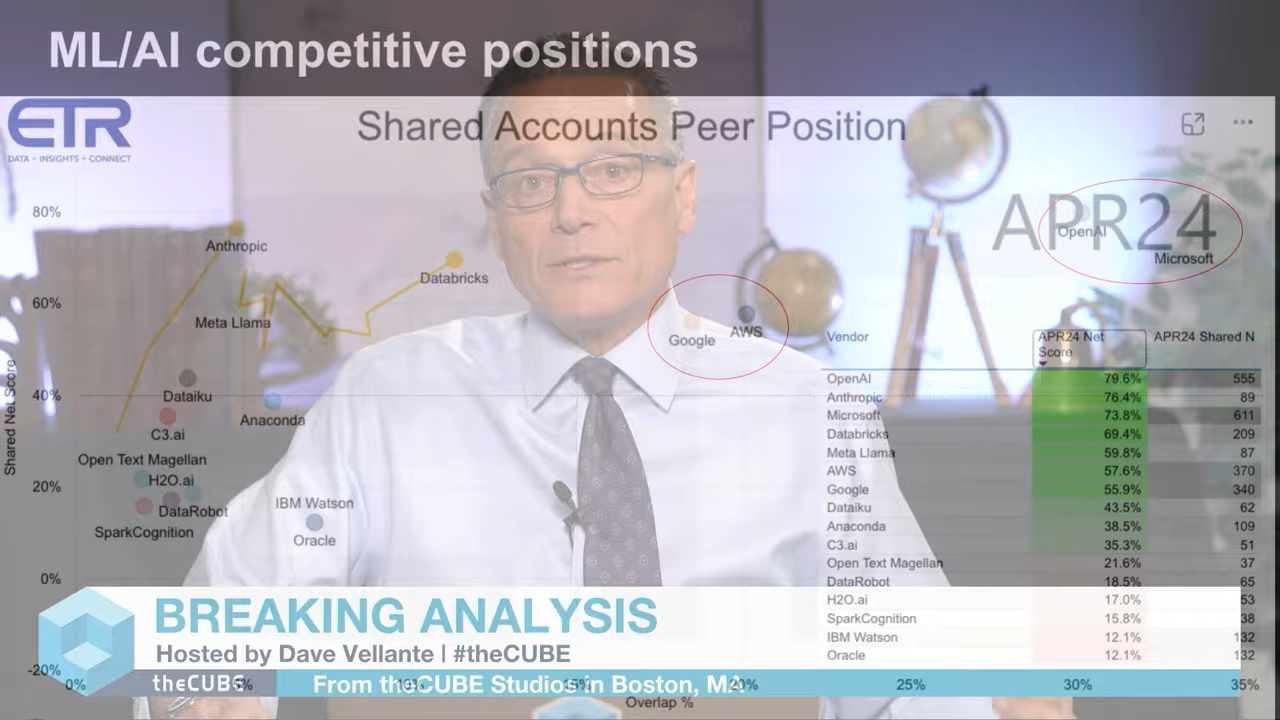 ML/AI competitive positions
ETR
DATA + INSIGHTS + CONNECT
Shared Accounts Peer Position
APR24
80%
60%
40%
20%
0%
-20%
Shared Net Score
Anthropic
Databricks
Meta Llama
Dataiku
C3.ai
Anaconda
Open Text Magellan
H2O.ai
DataRobot
SparkCognition
IBM Watson
Oracle
Google
AWS
OpenAI
Microsoft
Vendor APR24 Net Score APR24 Shared N
OpenAI 79.6% 555
Anthropic 76.4% 89
Microsoft 73.8% 611
Databricks 69.4% 209
Meta Llama 59.8% 87
AWS 57.6% 370
Google 55.9% 340
Dataiku 43.5% 62
Anaconda 38.5% 109
C3.ai 35.3% 51
Open Text Magellan 21.6% 37
DataRobot 18.5% 65
H2O.ai 17.0% 53
SparkCognition 15.8% 38
IBM Watson 12.1% 132
Oracle 12.1% 132
BREAKING ANALYSIS
Hosted by Dave Vellante | #theCUBE
theCUBE
From theCUBE Studios in Boston, MA
0% 20% 25% 30% 35%
Overlap %